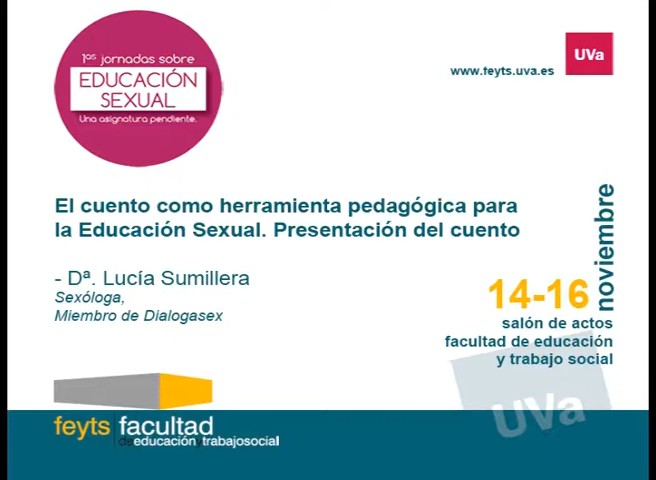 1as jornadas sobre
EDUCACIÓN
SEXUAL
Una asignatura pendiente.
www.feyts.uva.es
UVa
El cuento como herramienta pedagógica para
la Educación Sexual. Presentación del cuento
- Dª. Lucía Sumillera
Sexóloga,
Miembro de Dialogasex
14-16
noviembre
salón de actos
facultad de educación
y trabajo social
UVa
feyts facultad
de educación y trabajosocial